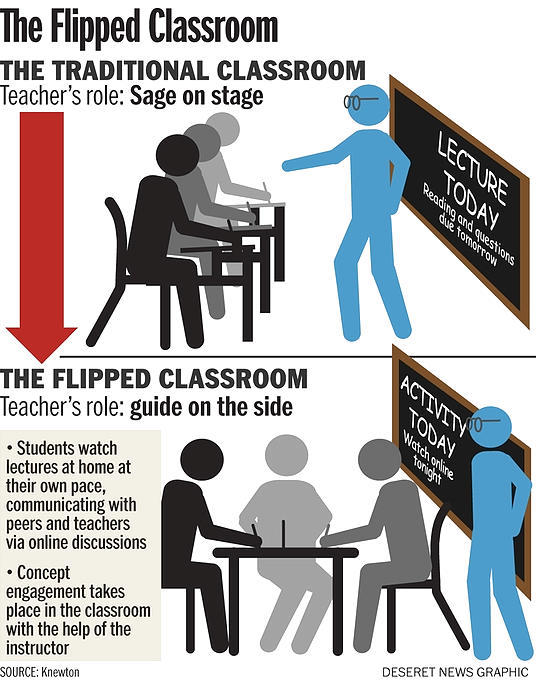 The Flipped Classroom
THE TRADITIONAL CLASSROOM
Teacher's role: Sage on stage
LECTURE
TODAY
Reading and questions
due tomorrow
THE FLIPPED CLASSROOM
Teacher's role: guide on the side
ACTIVITY
TODAY
Watch online
tonight
• Students watch
lectures at home at
their own pace,
communicating with
peers and teachers
via online discussions
• Concept
engagement takes
place in the classroom
with the help of the
instructor
SOURCE: Knewton
DESERET NEWS GRAPHIC